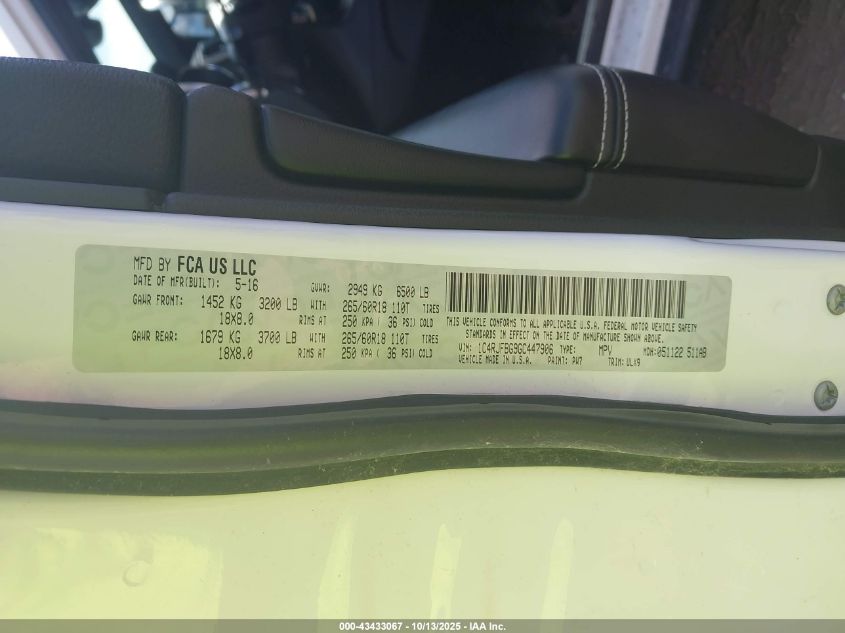 MFD BY FCA US LLC
DATE OF MFR(BUILT): 5-16 GVWR: 2949 KG 6500 LB
GAWR FRONT: 1452 KG 3200 LB WITH 265/60R18 110T TIRES
18X8.0 RIMS AT 250 KPA ( 36 PSI) COLD
GAWR REAR: 1679 KG 3700 LB WITH 265/60R18 110T TIRES
18X8.0 RIMS AT 250 KPA ( 36 PSI) COLD
THIS VEHICLE CONFORMS TO ALL APPLICABLE U.S.A. FEDERAL MOTOR VEHICLE SAFETY
STANDARDS IN EFFECT ON THE DATE OF MANUFACTURE SHOWN ABOVE.
VIN: 1C4RJFBG9GC447906 TYPE: MPV MDH: 051122 511AB
VEHICLE MADE IN U.S.A. PAINT: PW7 TRIM: ULX9
000-43433067 - 10/13/2025 - IAA Inc.